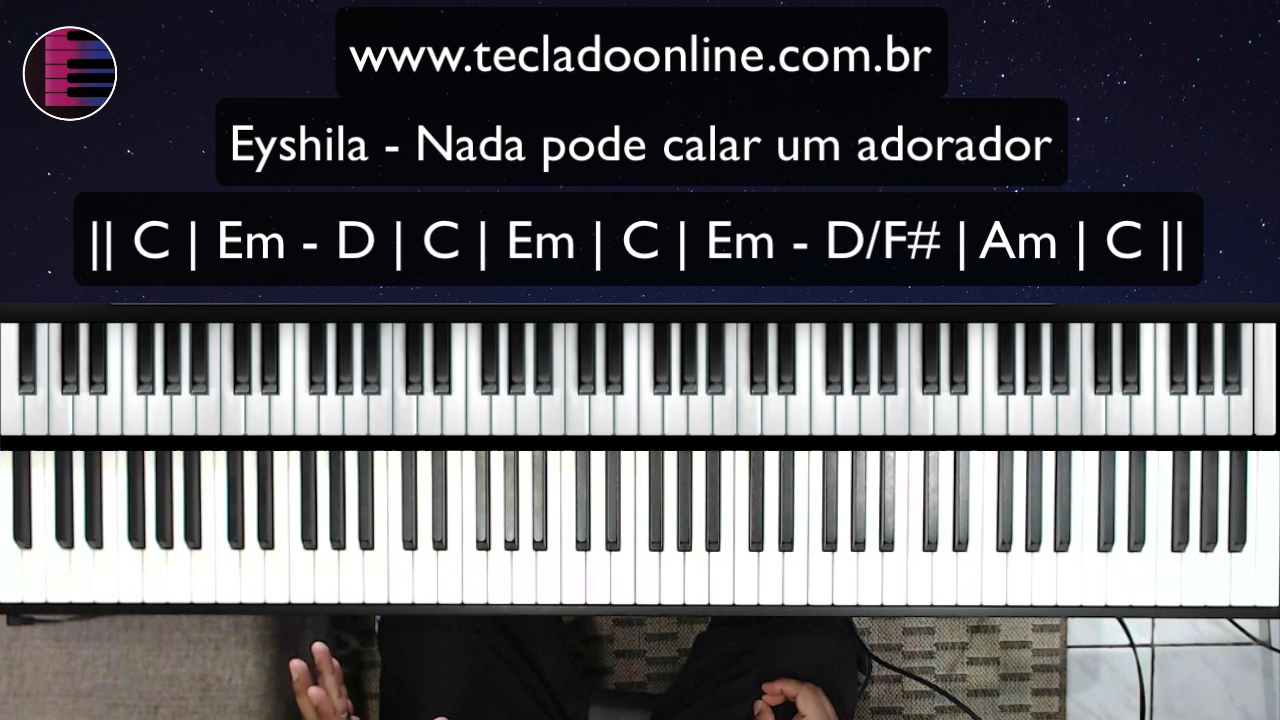 www.tecladoonline.com.br
Eyshila - Nada pode calar um adorador
|| C | Em - D | C | Em | C | Em - D/F# | Am | C ||